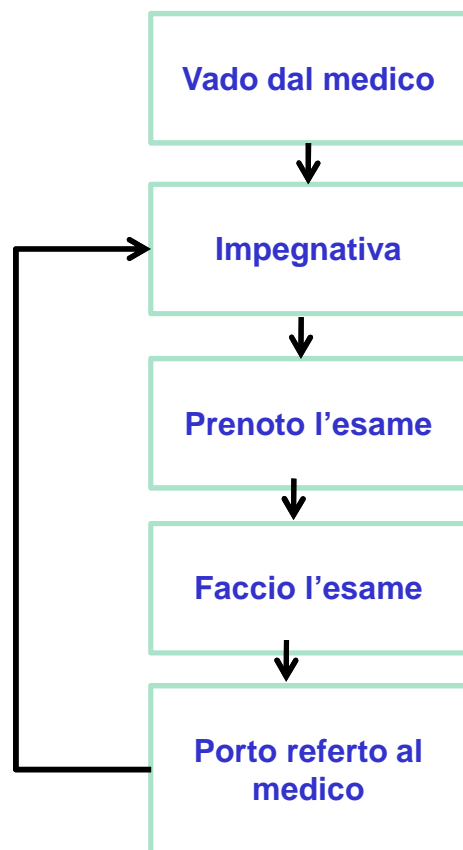 Vado dal medico
Impegnativa
Prenoto l’esame
Faccio l’esame
Porto referto al
medico